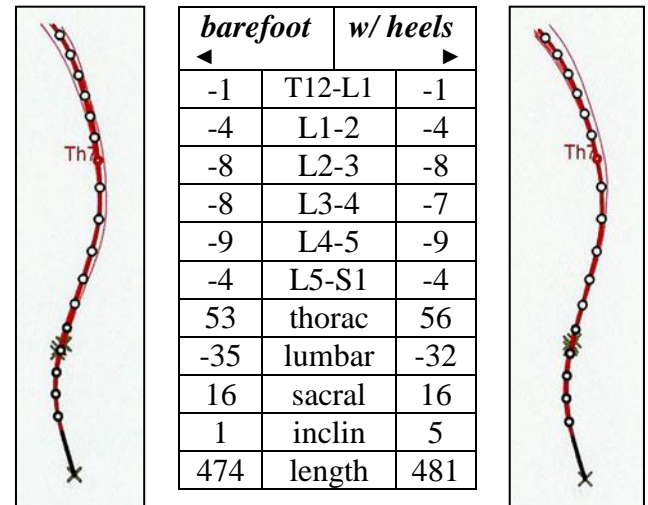 barefoot w/ heels
◄ ►
-1 T12-L1 -1
-4 L1-2 -4
-8 L2-3 -8
-8 L3-4 -7
-9 L4-5 -9
-4 L5-S1 -4
53 thorac 56
-35 lumbar -32
16 sacral 16
1 inclin 5
474 length 481
Th7
Th7